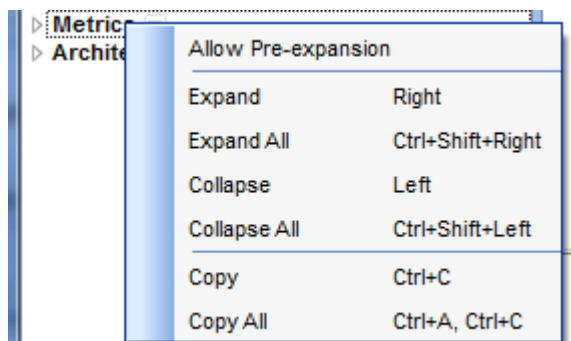 Metrics
Archite
Allow Pre-expansion
Expand Right
Expand All Ctrl+Shift+Right
Collapse Left
Collapse All Ctrl+Shift+Left
Copy Ctrl+C
Copy All Ctrl+A, Ctrl+C